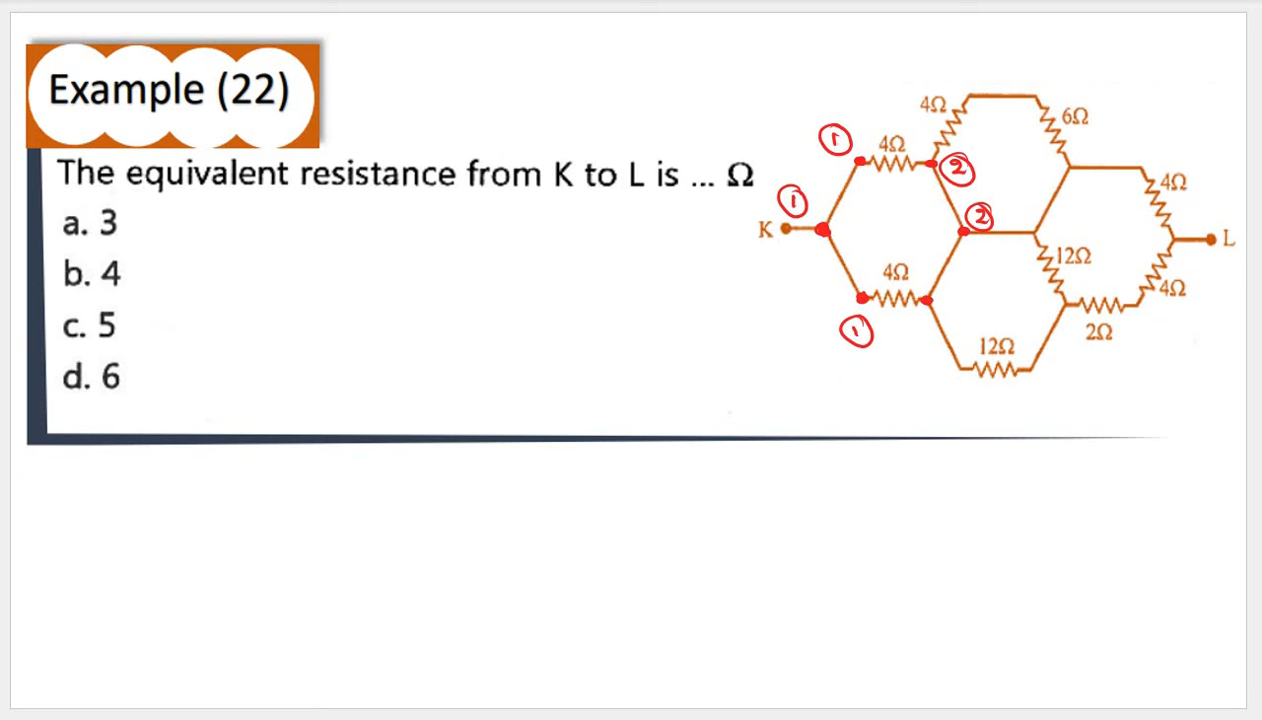 Example (22)
The equivalent resistance from K to L is ... Ω
a. 3
b. 4
c. 5
d. 6
4Ω
6Ω
1
4Ω
2
4Ω
1
2
K
L
12Ω
4Ω
4Ω
1
2Ω
12Ω